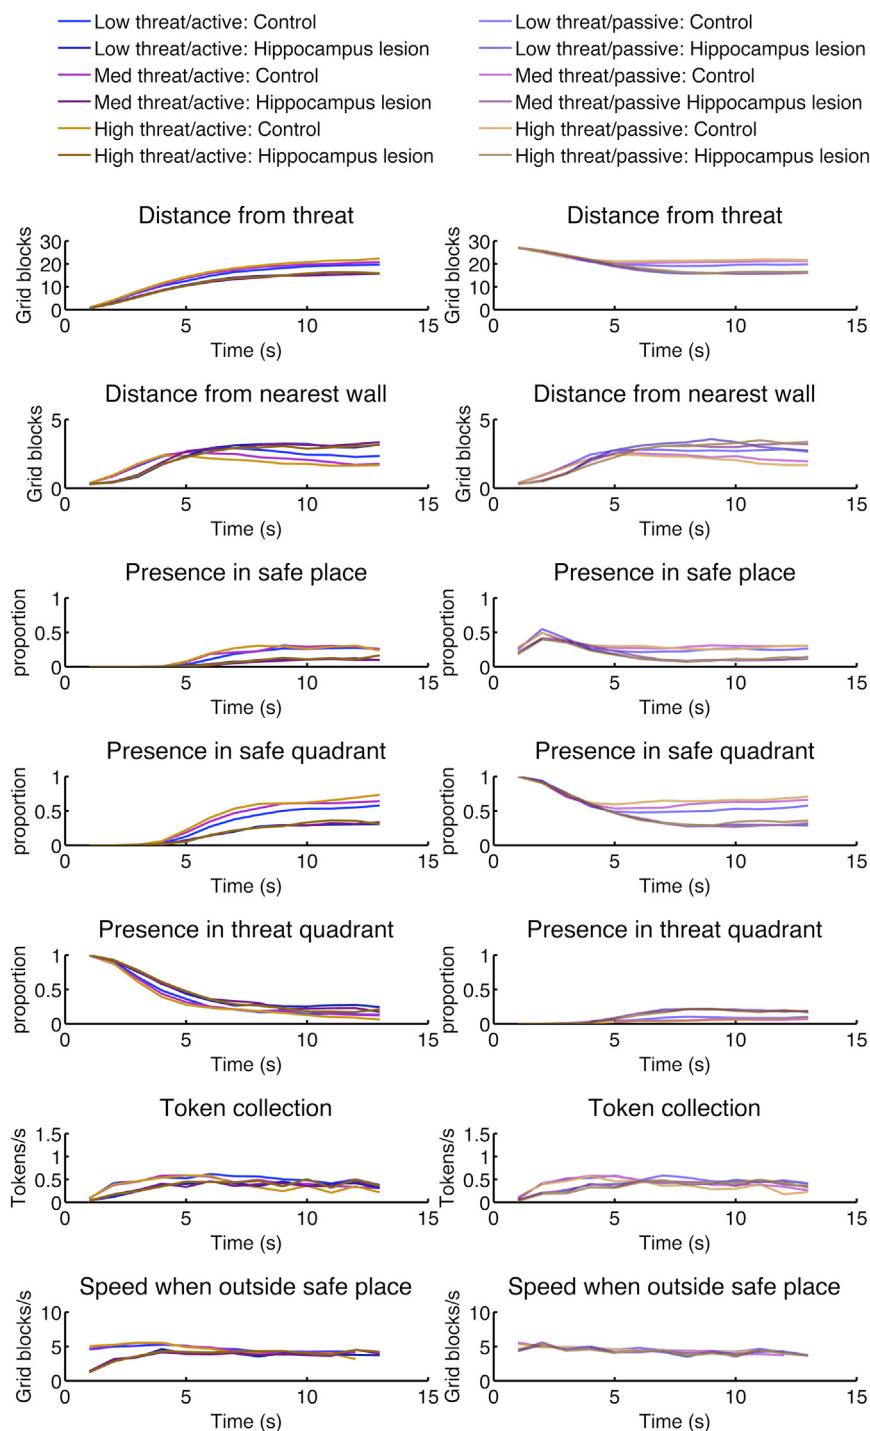 Low threat/active: Control
Low threat/active: Hippocampus lesion
Med threat/active: Control
Med threat/active: Hippocampus lesion
High threat/active: Control
High threat/active: Hippocampus lesion
Low threat/passive: Control
Low threat/passive: Hippocampus lesion
Med threat/passive: Control
Med threat/passive Hippocampus lesion
High threat/passive: Control
High threat/passive: Hippocampus lesion
Distance from threat
Grid blocks
30
20
10
0
0 5 10 15
Time (s)
Distance from threat
Grid blocks
30
20
10
0
0 5 10 15
Time (s)
Distance from nearest wall
Grid blocks
5
0
0 5 10 15
Time (s)
Distance from nearest wall
Grid blocks
5
0
0 5 10 15
Time (s)
Presence in safe place
proportion
1
0.5
0
0 5 10 15
Time (s)
Presence in safe place
proportion
1
0.5
0
0 5 10 15
Time (s)
Presence in safe quadrant
proportion
1
0.5
0
0 5 10 15
Time (s)
Presence in safe quadrant
proportion
1
0.5
0
0 5 10 15
Time (s)
Presence in threat quadrant
proportion
1
0.5
0
0 5 10 15
Time (s)
Presence in threat quadrant
proportion
1
0.5
0
0 5 10 15
Time (s)
Token collection
Tokens/s
1.5
1
0.5
0
0 5 10 15
Time (s)
Token collection
Tokens/s
1.5
1
0.5
0
0 5 10 15
Time (s)
Speed when outside safe place
Grid blocks/s
10
5
0
0 5 10 15
Time (s)
Speed when outside safe place
Grid blocks/s
10
5
0
0 5 10 15
Time (s)